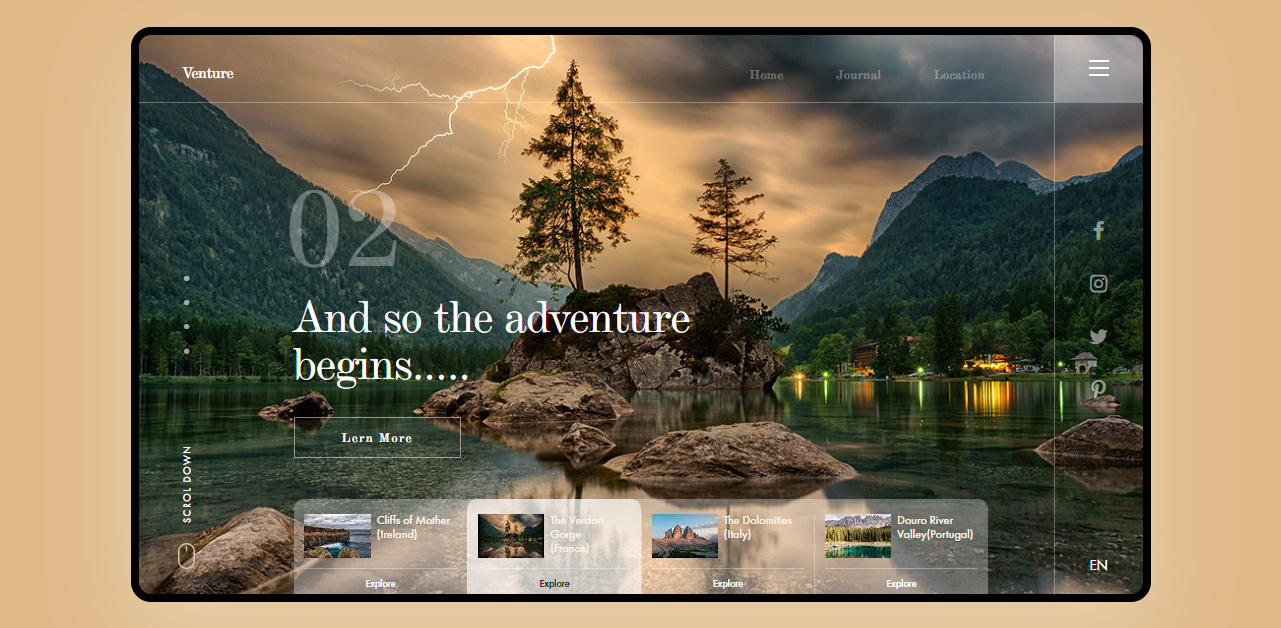 Venture
Home
Journal
Location
02
And so the adventure
begins.....
Lern More
SCROL DOWN
Cliffs of Mother
(Ireland)
Explore
The Verdon
Gorge
(France)
Explore
The Dolomities
(Italy)
Explore
Douro River
Valley(Portugal)
Explore
EN